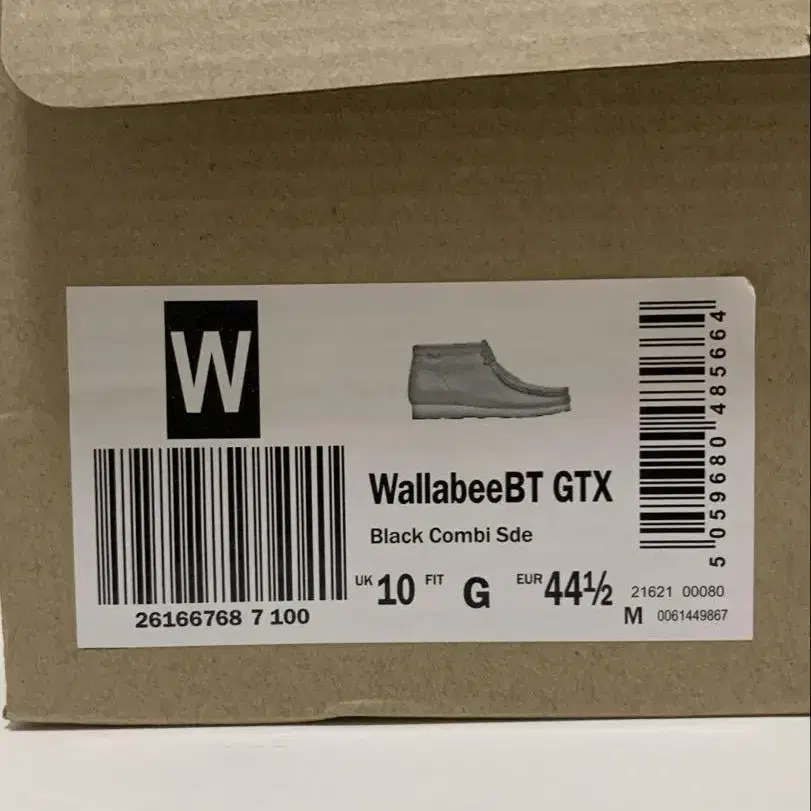 W
WallabeeBT GTX
Black Combi Sde
UK 10 FIT G EUR 44½
26166768 7 100
5 059680 485664
21621 00080
M 0061449867